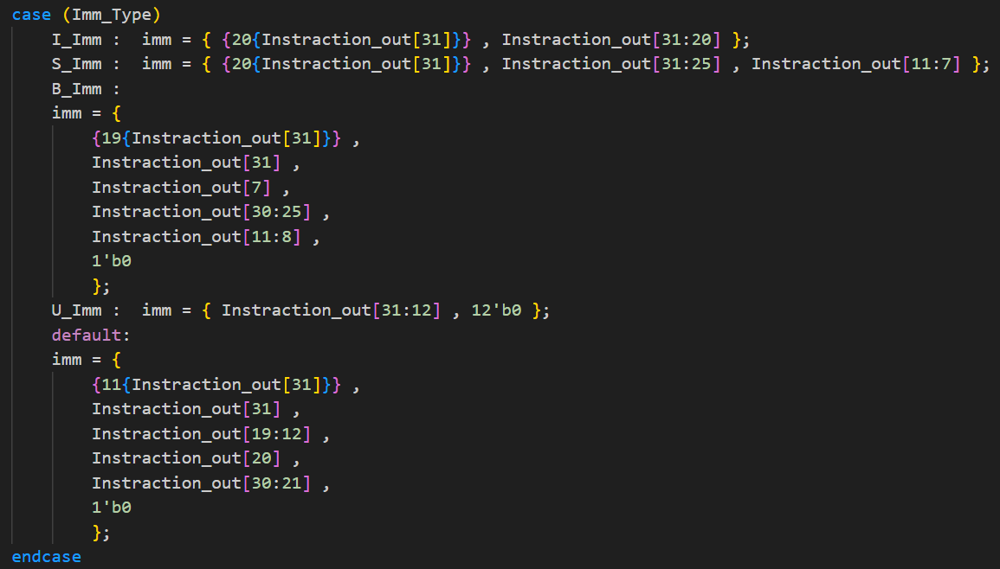 case (Imm_Type)
    I_Imm :  imm = { {20{Instraction_out[31]}} , Instraction_out[31:20] };
    S_Imm :  imm = { {20{Instraction_out[31]}} , Instraction_out[31:25] , Instraction_out[11:7] };
    B_Imm :
    imm = {
        {19{Instraction_out[31]}} ,
        Instraction_out[31] ,
        Instraction_out[7] ,
        Instraction_out[30:25] ,
        Instraction_out[11:8] ,
        1'b0
        };
    U_Imm :  imm = { Instraction_out[31:12] , 12'b0 };
    default:
    imm = {
        {11{Instraction_out[31]}} ,
        Instraction_out[31] ,
        Instraction_out[19:12] ,
        Instraction_out[20] ,
        Instraction_out[30:21] ,
        1'b0
        };
endcase